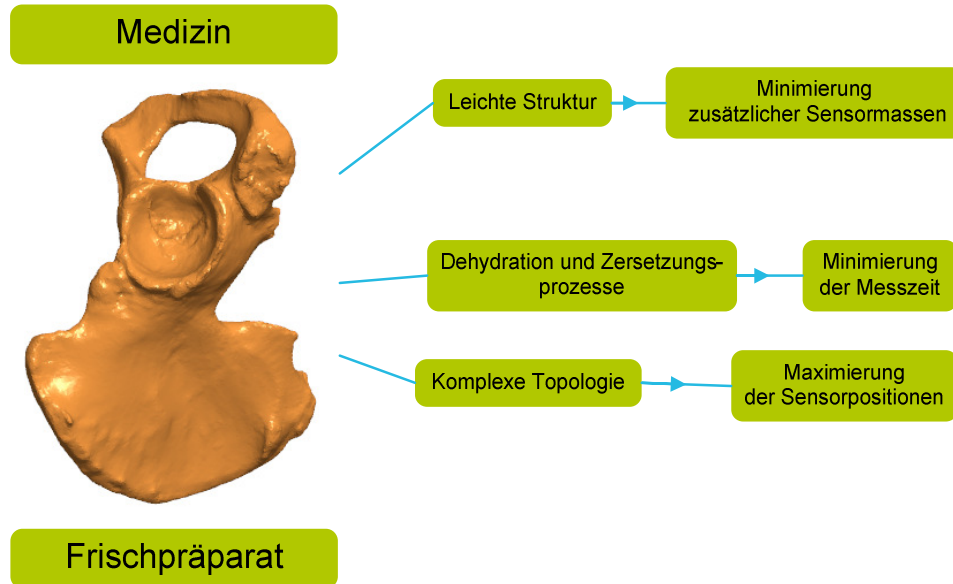 Medizin
Leichte Struktur
Minimierung
zusätzlicher Sensormassen
Dehydration und Zersetzungs-
prozesse
Minimierung
der Messzeit
Komplexe Topologie
Maximierung
der Sensorpositionen
Frischpräparat